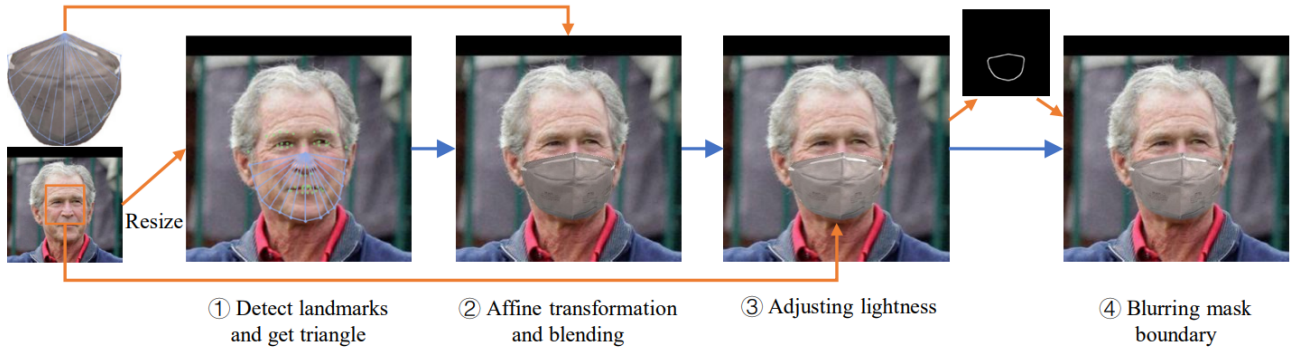 Resize
① Detect landmarks
and get triangle
② Affine transformation
and blending
③ Adjusting lightness
④ Blurring mask
boundary